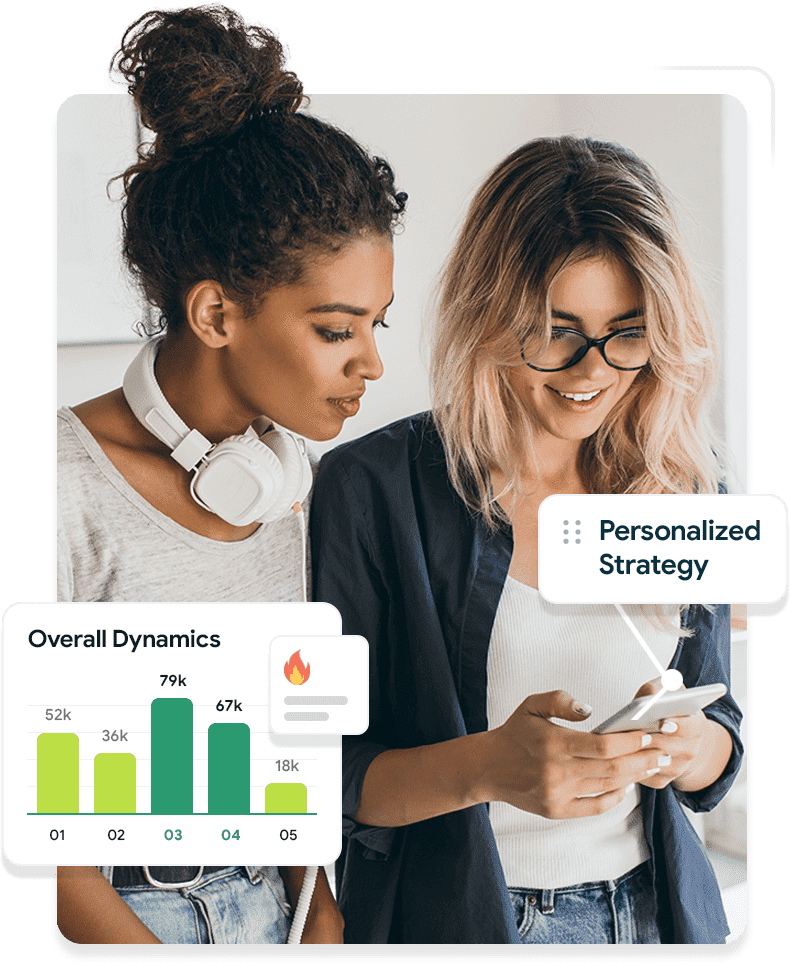 Personalized
Strategy
Overall Dynamics
79k
67k
52k
36k
18k
01 02 03 04 05